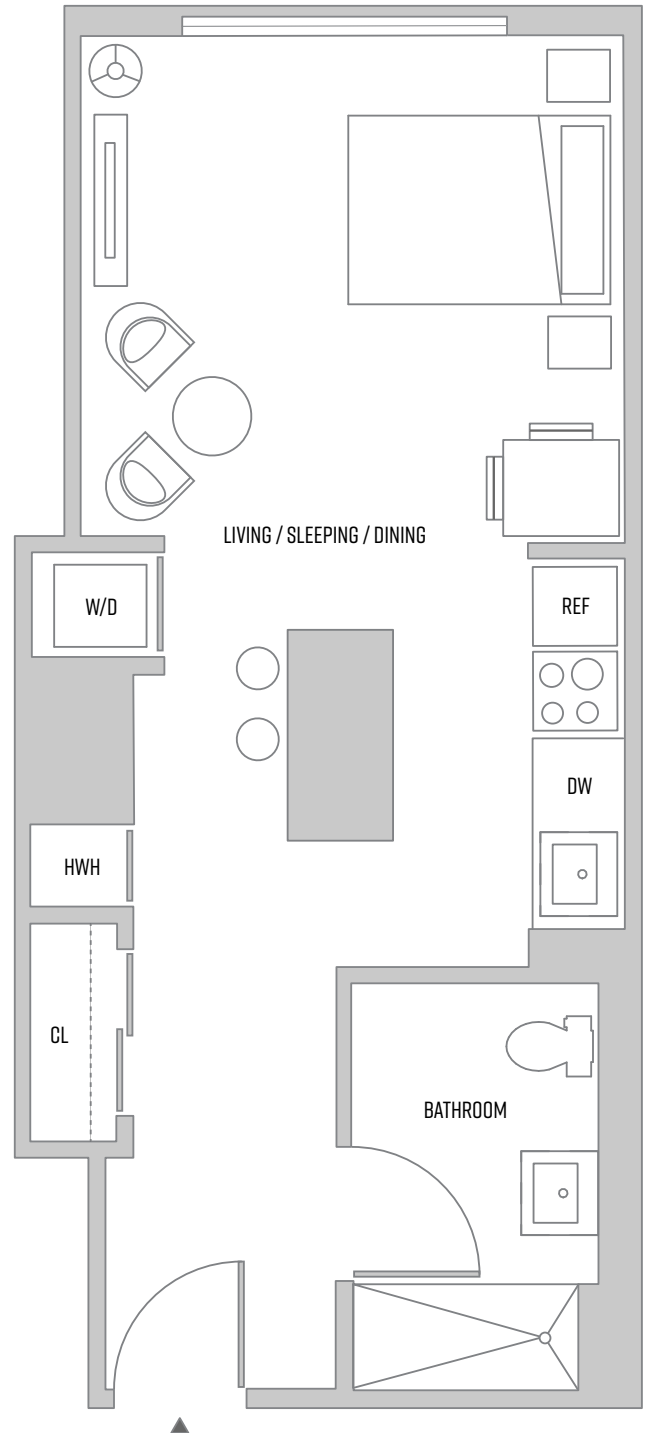 LIVING / SLEEPING / DINING
W/D
REF
DW
HWH
CL
BATHROOM